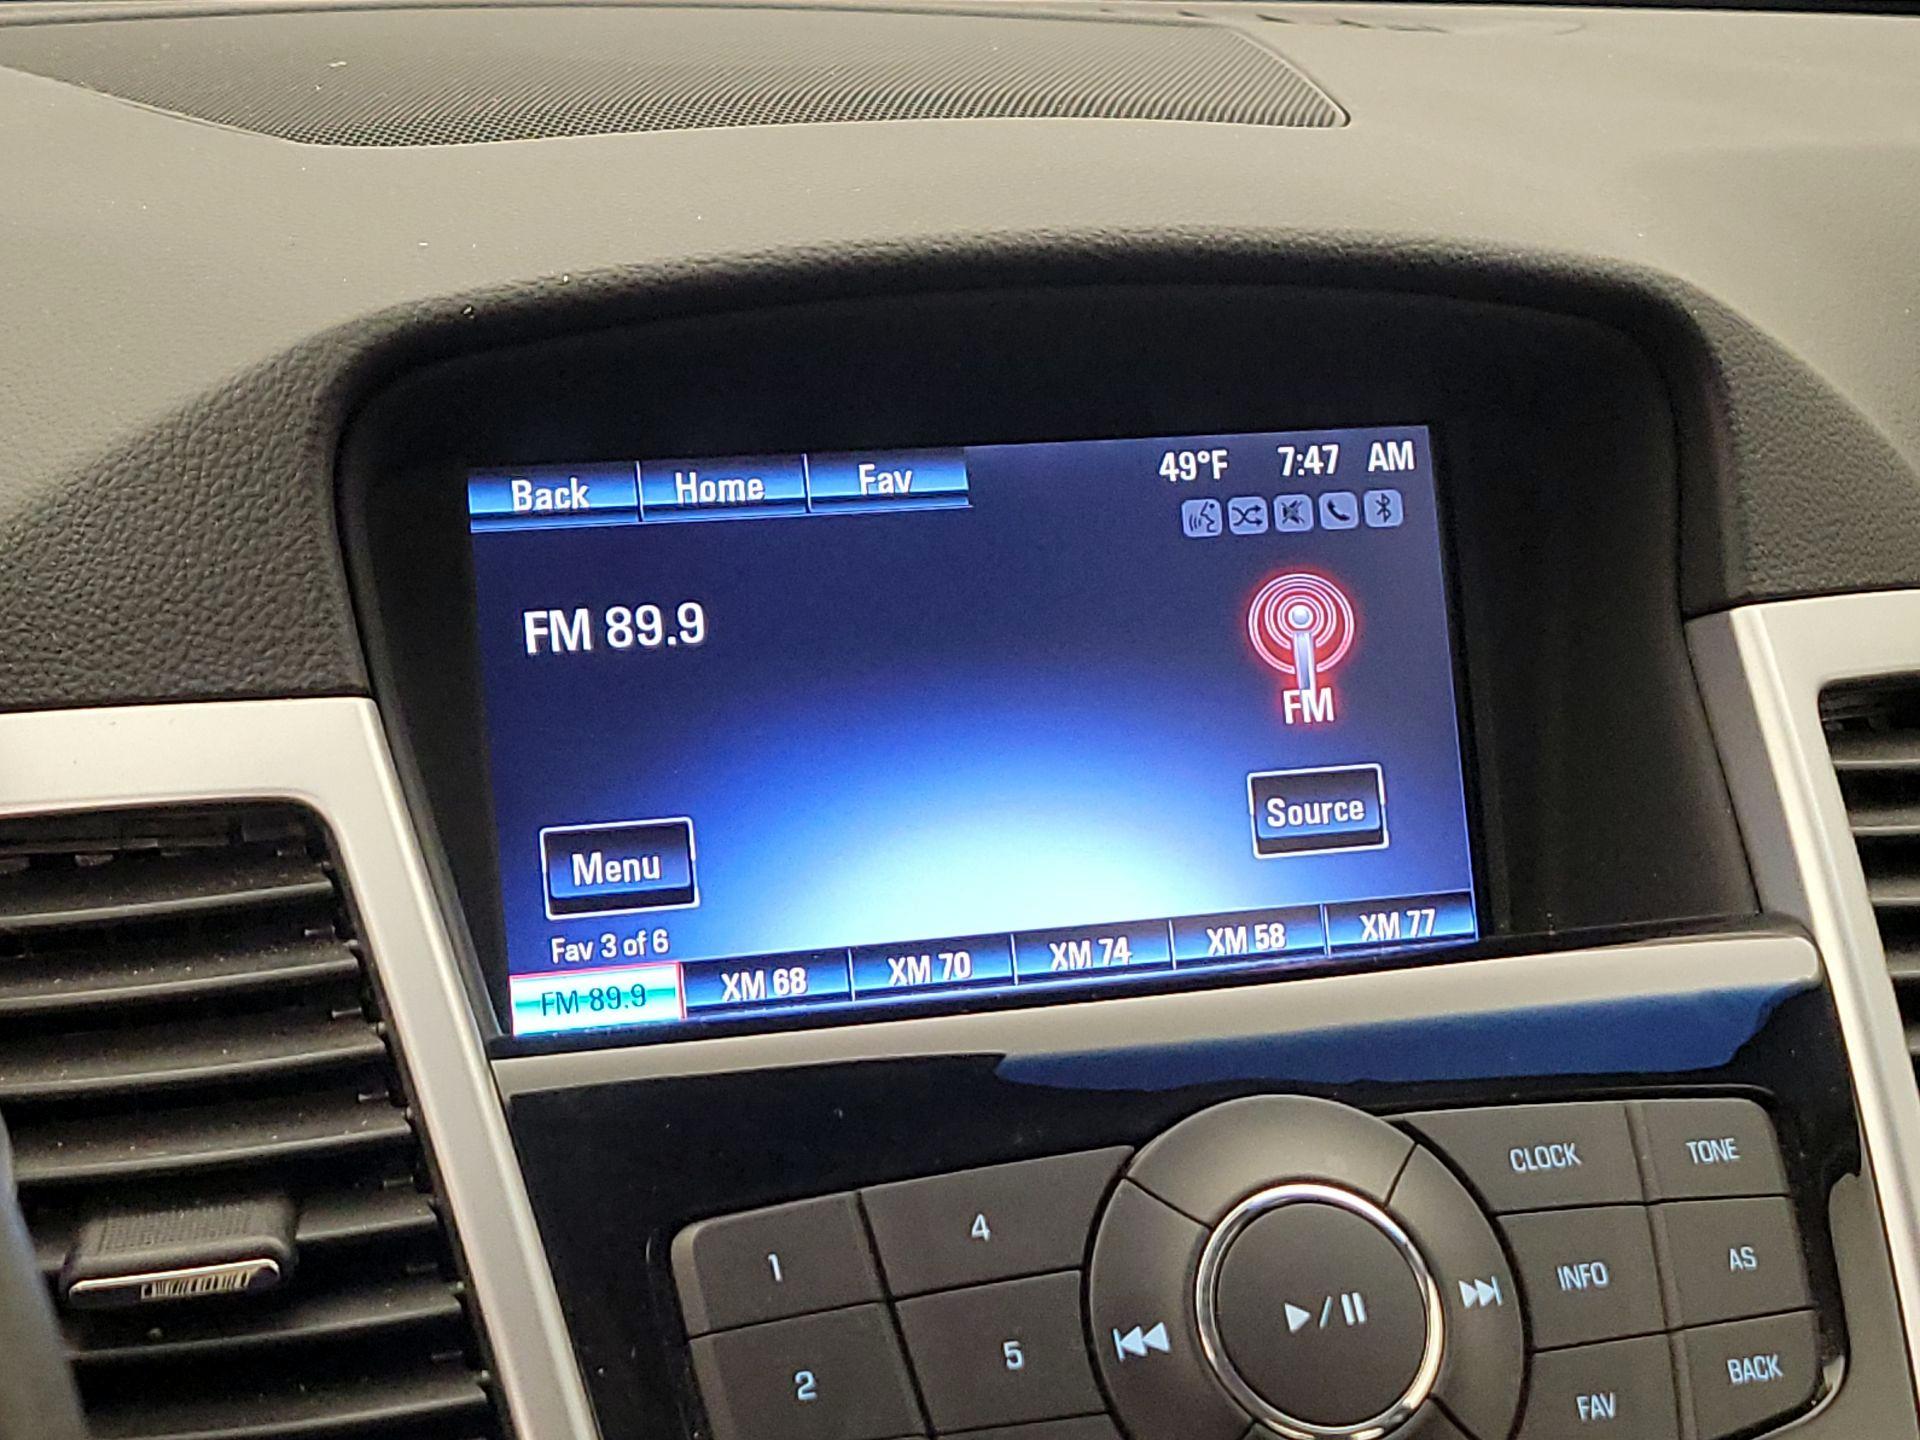 Back Home Fav 49°F 7:47 AM
FM 89.9
FM
Source
Menu
Fav 3 of 6
FM 89.9 XM 68 XM 70 XM 74 XM 58 XM 77
CLOCK TONE
1 4
INFO AS
2 5
FAV BACK